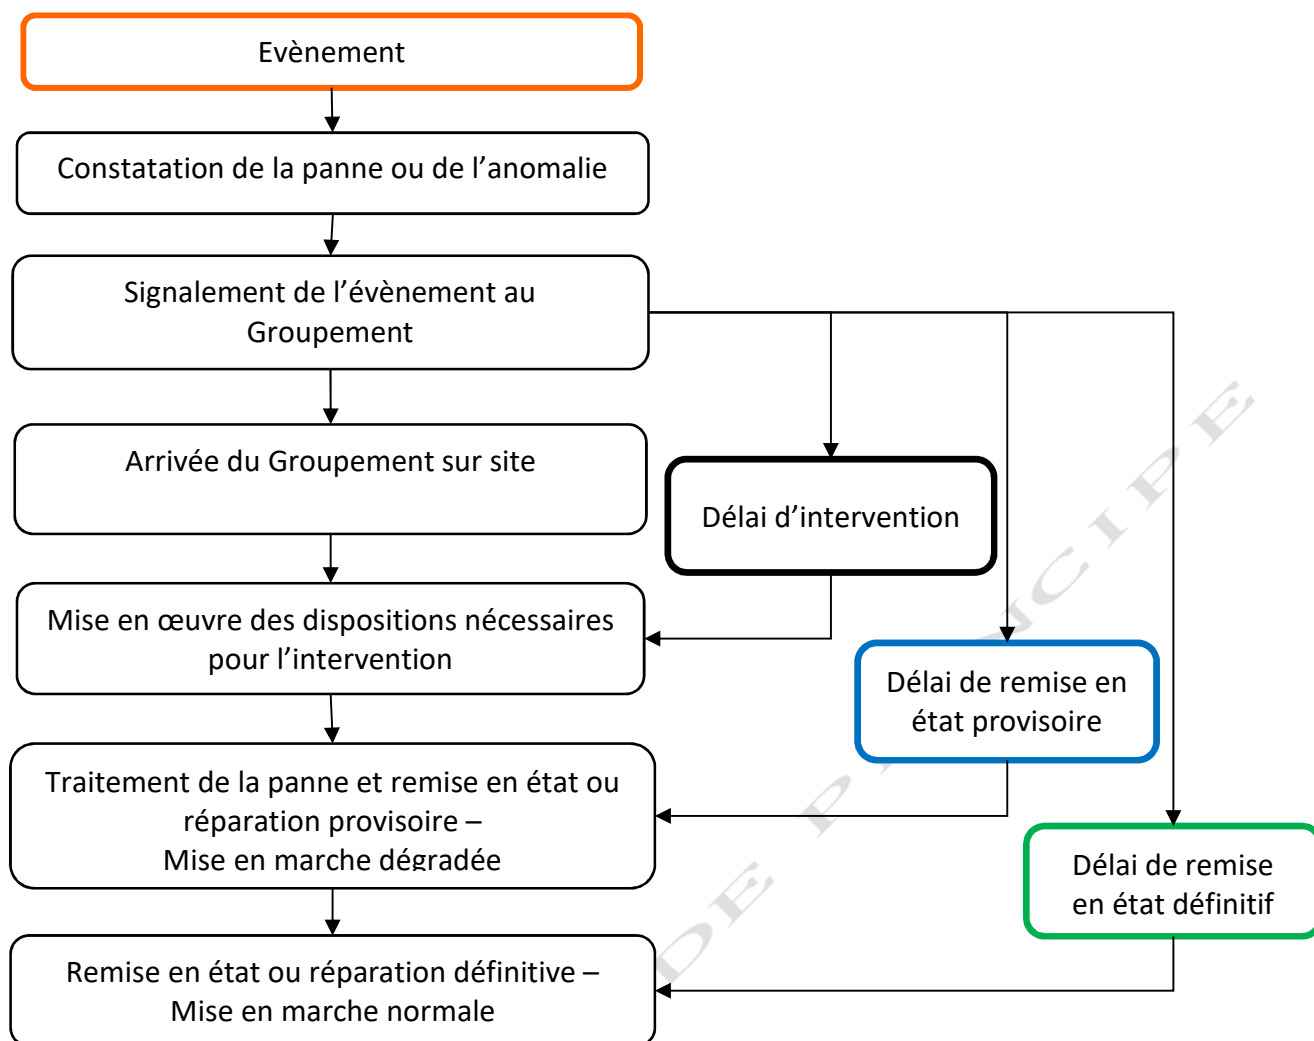 Evènement
Constatation de la panne ou de l’anomalie
Signalement de l’évènement au
Groupement
Arrivée du Groupement sur site
Délai d’intervention
Mise en œuvre des dispositions nécessaires
pour l’intervention
Délai de remise en
état provisoire
Traitement de la panne et remise en état ou
réparation provisoire –
Mise en marche dégradée
Délai de remise
en état définitif
Remise en état ou réparation définitive –
Mise en marche normale
DE